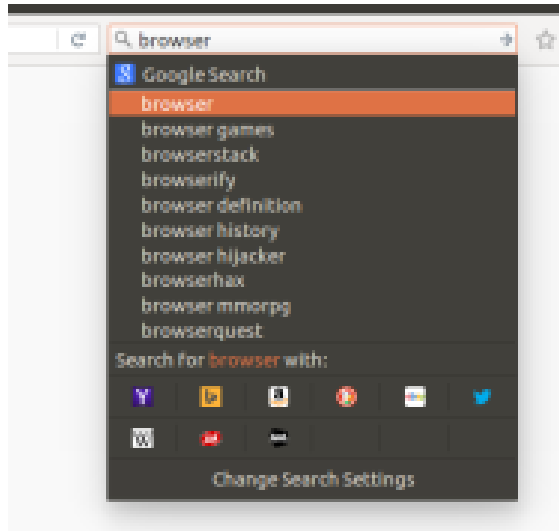 browser
Google Search
browser
browser games
browserstack
browserify
browser definition
browser history
browser hijacker
browserhax
browser mmorpg
browserquest
Search for browser with:
Change Search Settings